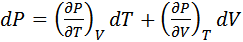 dP = (∂P/∂T)_V dT + (∂P/∂V)_T dV